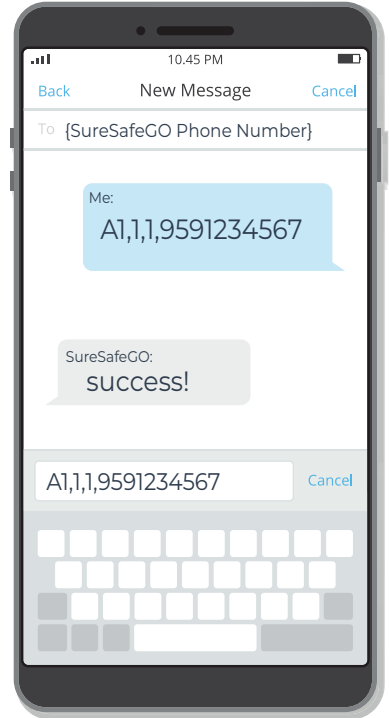 10.45 PM
Back New Message Cancel
To {SureSafeGO Phone Number}
Me:
A1,1,1,9591234567
SureSafeGO:
success!
A1,1,1,9591234567 Cancel